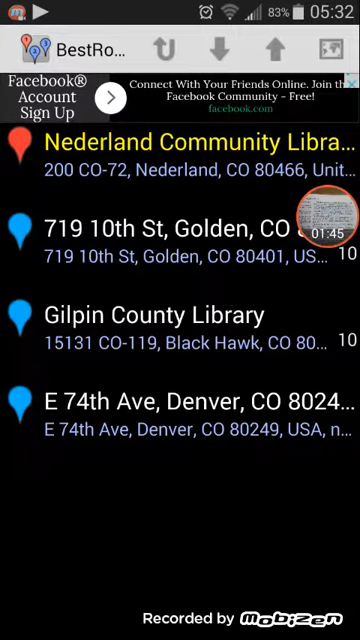 83% 05:32
BestRo...
Facebook®
Account
Sign Up
Connect With Your Friends Online. Join the
Facebook Community - Free!
facebook.com
Nederland Community Libra...
200 CO-72, Nederland, CO 80466, Unit...
719 10th St, Golden, CO
719 10th St, Golden, CO 80401, US... 10
01:45
Gilpin County Library
15131 CO-119, Black Hawk, CO 80... 10
E 74th Ave, Denver, CO 8024...
E 74th Ave, Denver, CO 80249, USA, n...
Recorded by Mobizen